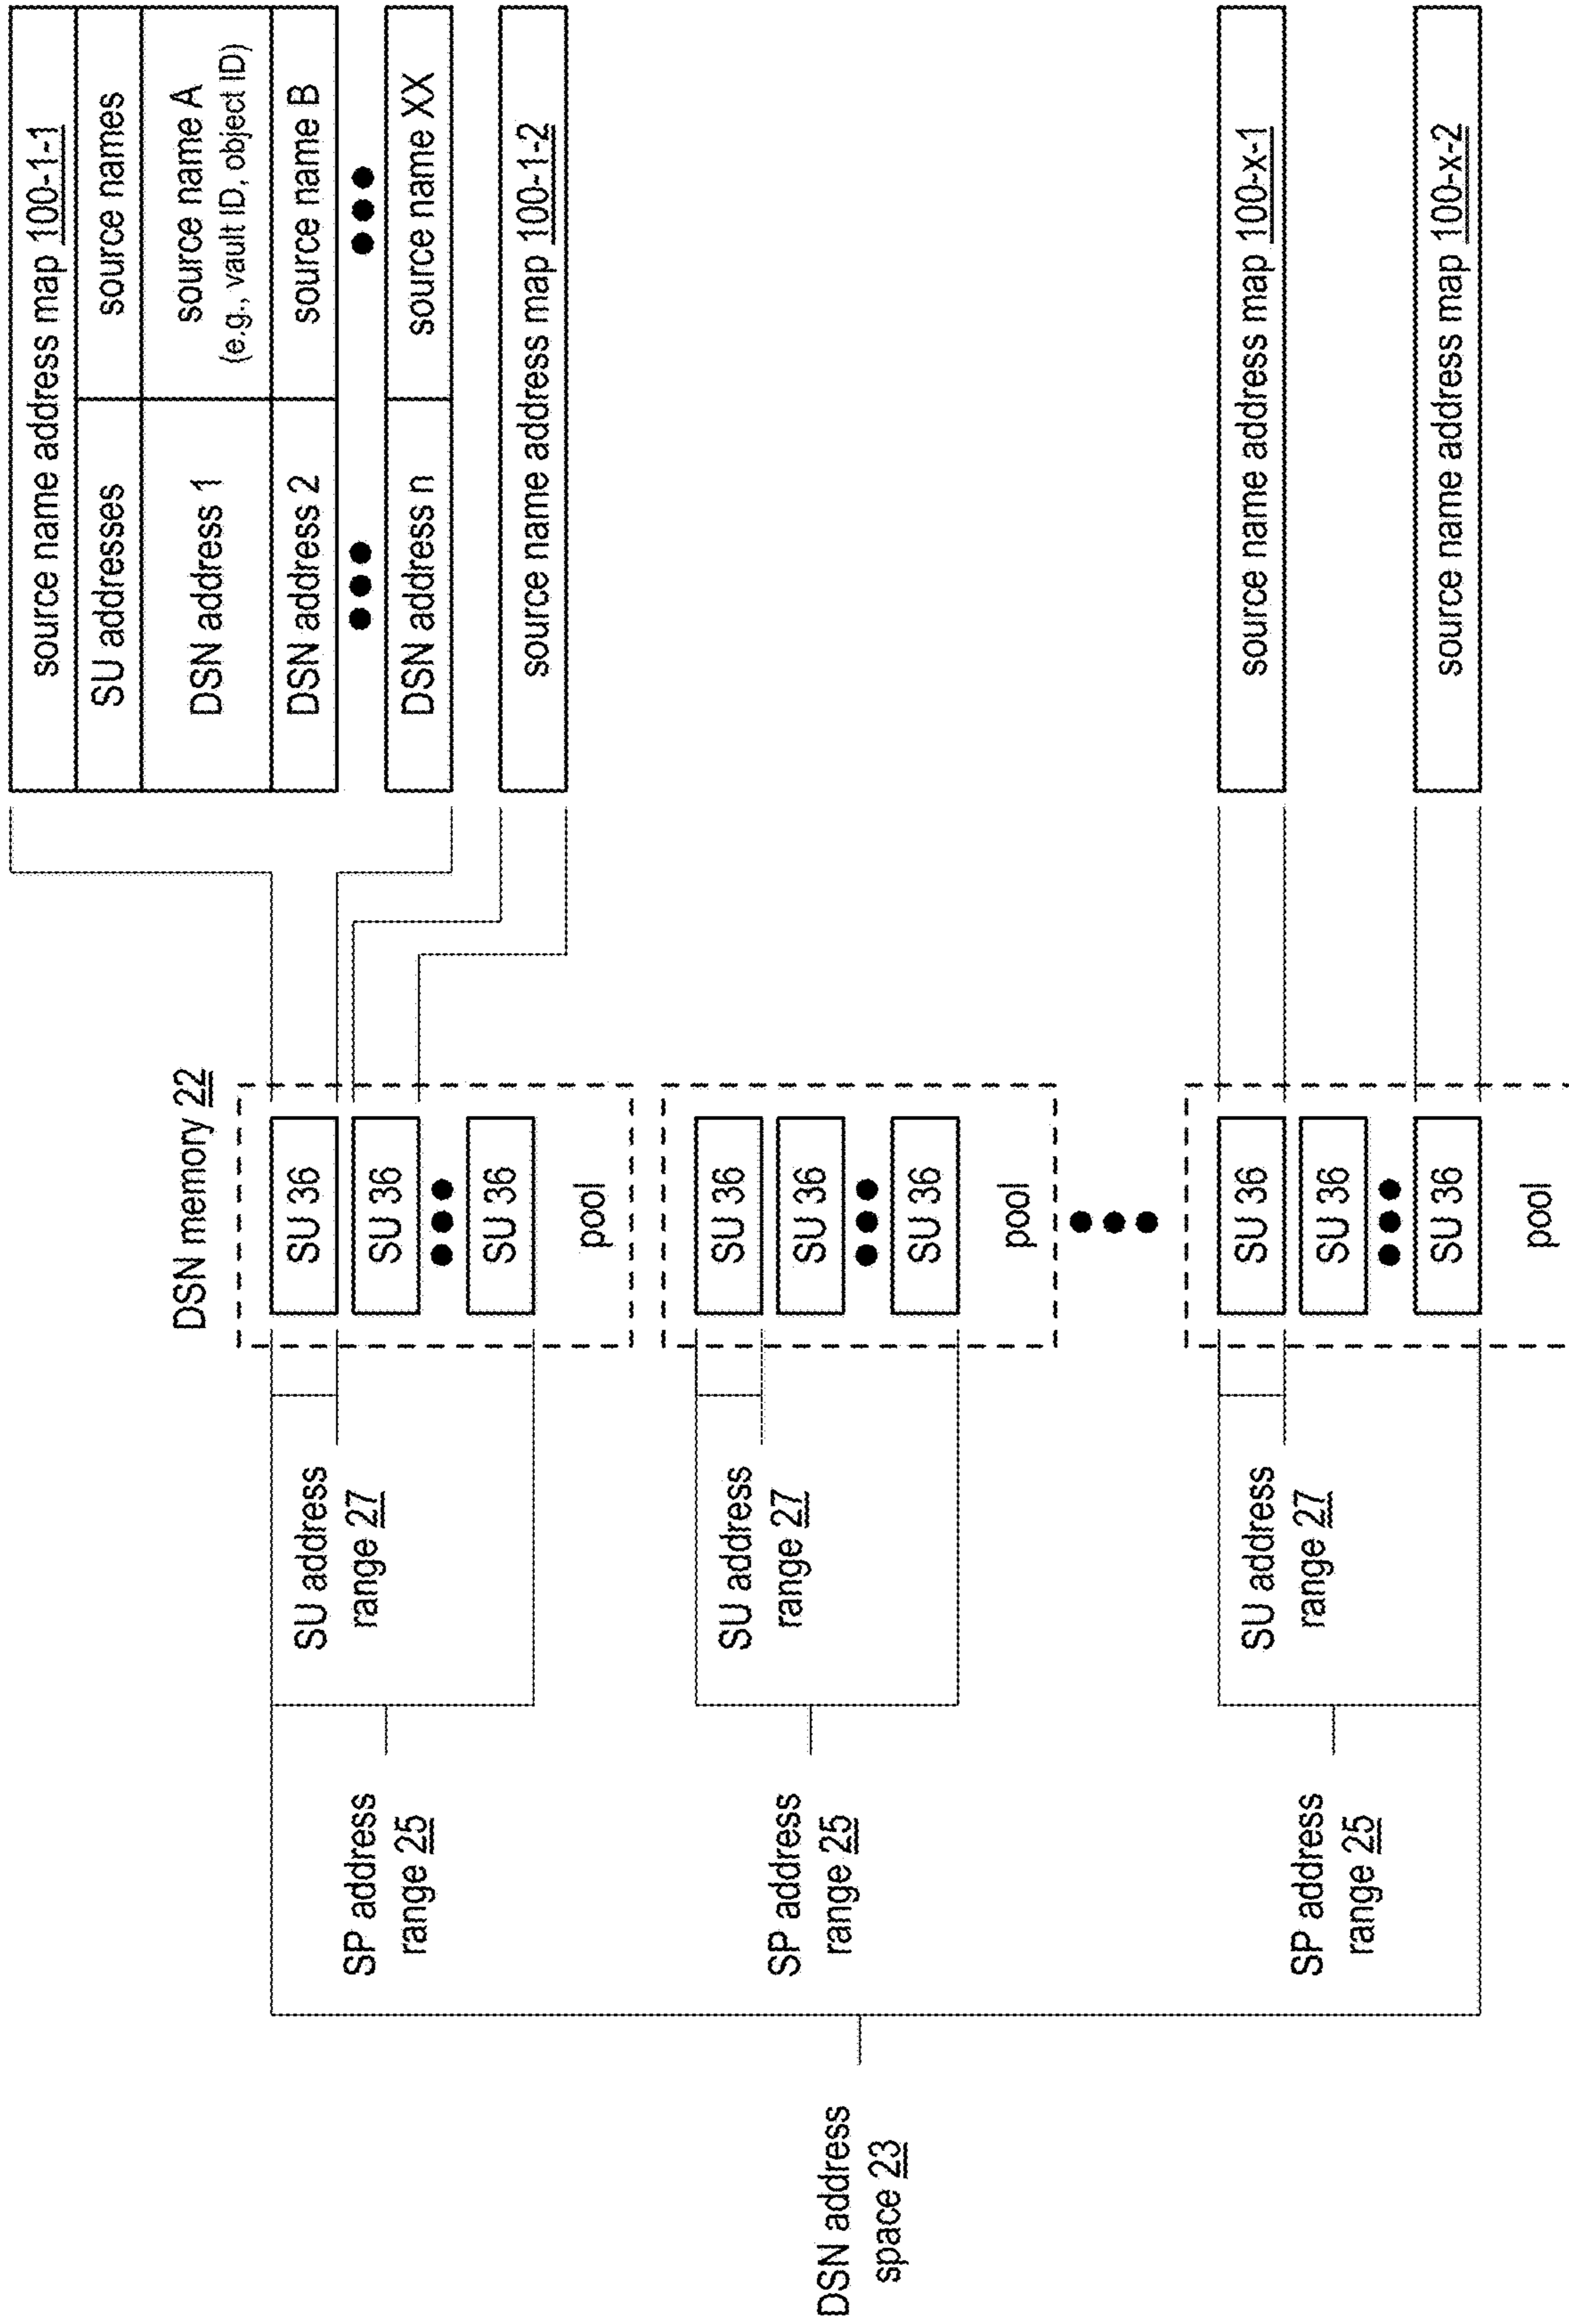 DSN address
space 23
SP address
range 25
SP address
range 25
SP address
range 25
SU address
range 27
SU address
range 27
SU address
range 27
DSN memory 22
SU 36
SU 36
SU 36
pool
SU 36
SU 36
SU 36
pool
SU 36
SU 36
SU 36
pool
source name address map 100-1-1
SU addresses
source names
DSN address 1
source name A
(e.g., vault ID, object ID)
DSN address 2
source name B
DSN address n
source name XX
source name address map 100-1-2
source name address map 100-x-1
source name address map 100-x-2